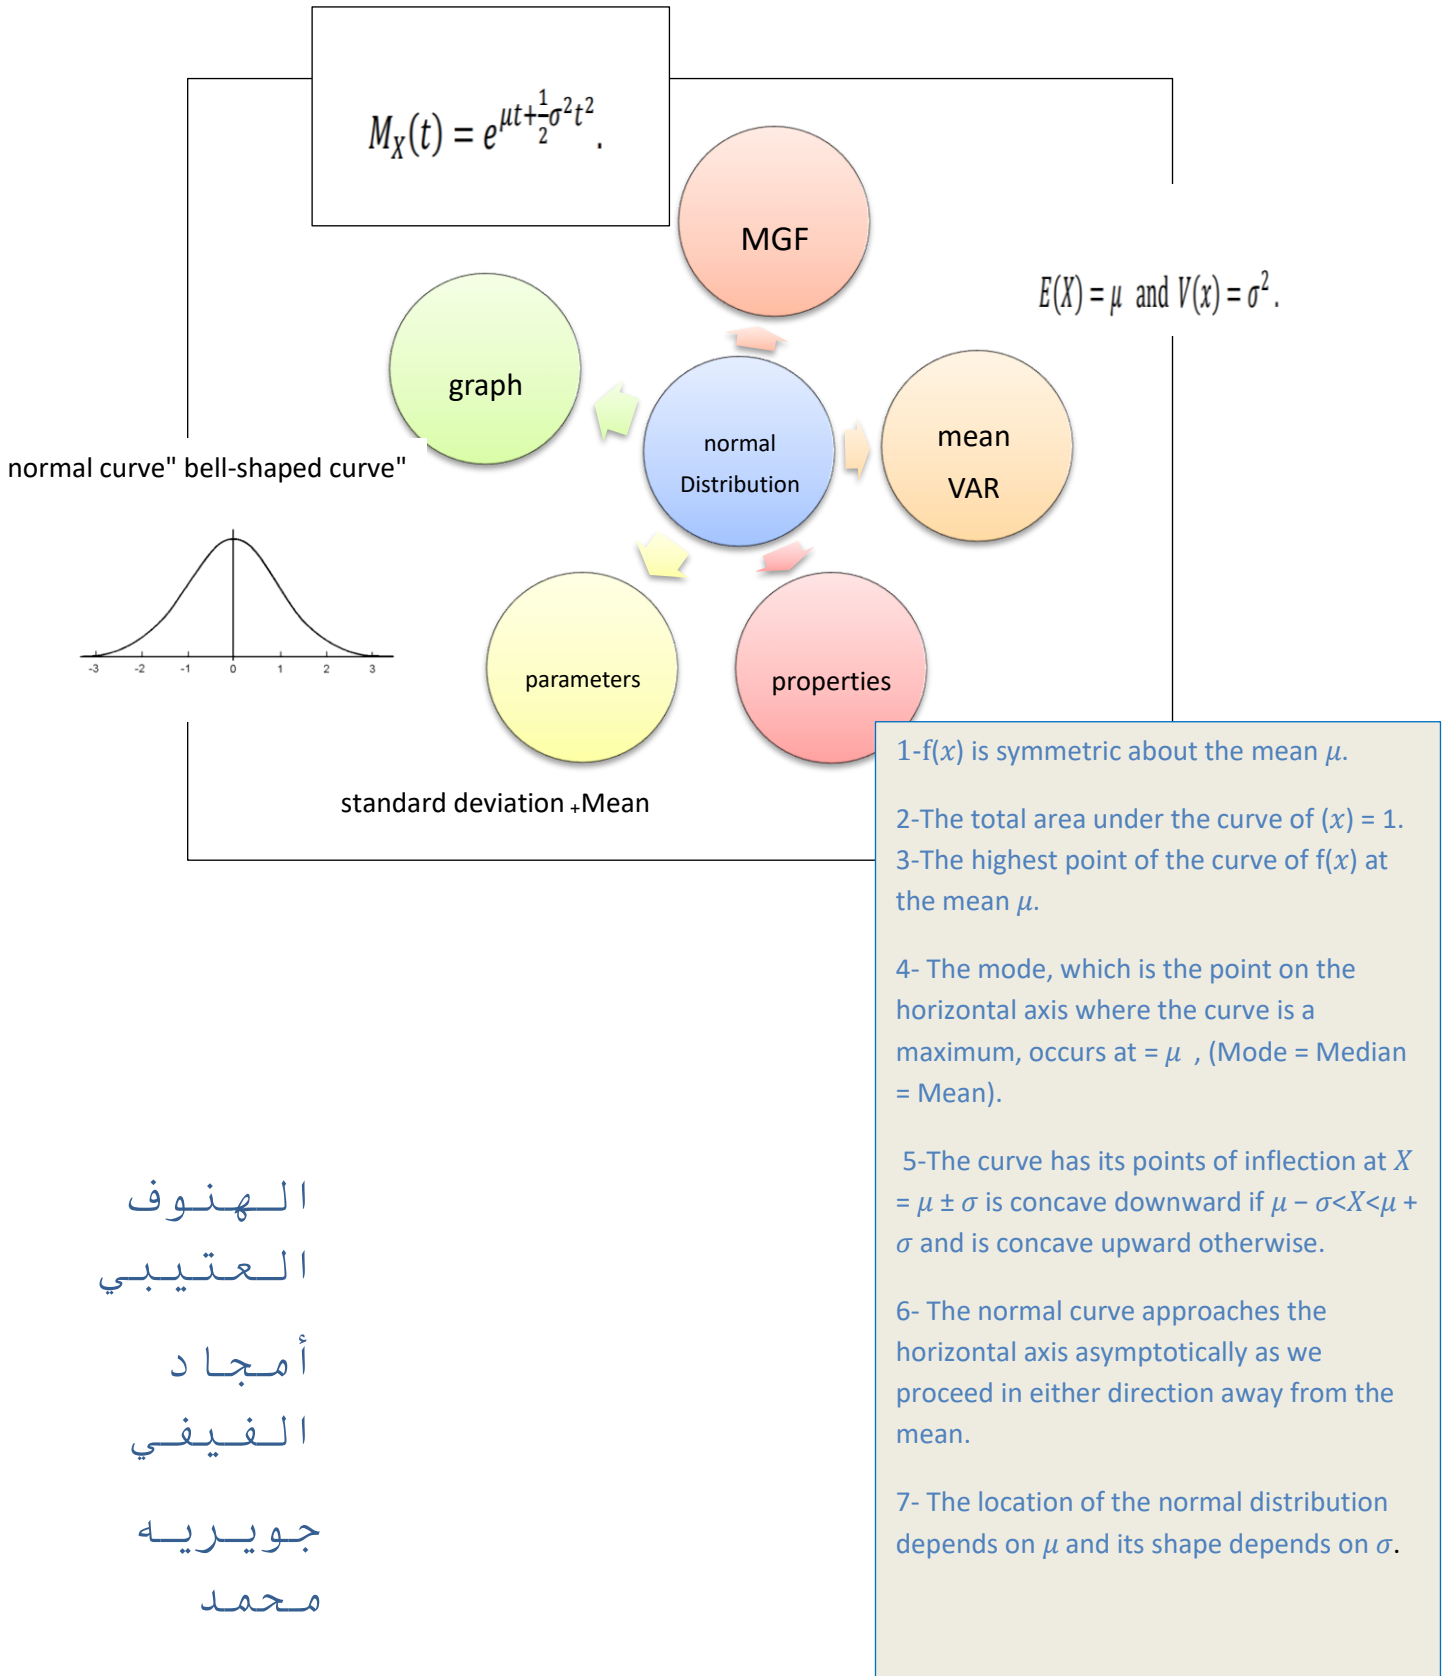 M_X(t) = e^{μt+\frac{1}{2}σ^2t^2}.
MGF
E(X) = μ and V(x) = σ^2.
graph
normal
Distribution
mean
VAR
normal curve" bell-shaped curve"
-3 -2 -1 0 1 2 3
parameters
properties
standard deviation +Mean
1-f(x) is symmetric about the mean μ.
2-The total area under the curve of (x) = 1.
3-The highest point of the curve of f(x) at
the mean μ.
4- The mode, which is the point on the
horizontal axis where the curve is a
maximum, occurs at = μ , (Mode = Median
= Mean).
5-The curve has its points of inflection at X
= μ ± σ is concave downward if μ − σ<X<μ +
σ and is concave upward otherwise.
6- The normal curve approaches the
horizontal axis asymptotically as we
proceed in either direction away from the
mean.
7- The location of the normal distribution
depends on μ and its shape depends on σ.
الهنوف
العتيبي
أمجاد
الفيفي
جويريه
محمد